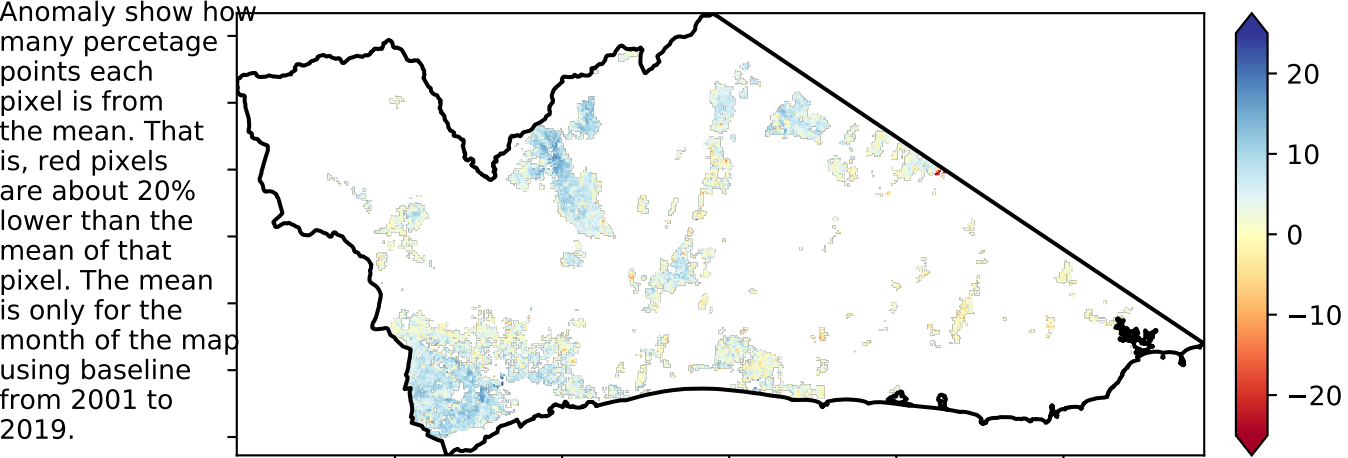 Anomaly show how
many percetage
points each
pixel is from
the mean. That
is, red pixels
are about 20%
lower than the
mean of that
pixel. The mean
is only for the
month of the map
using baseline
from 2001 to
2019.
20
10
0
−10
−20